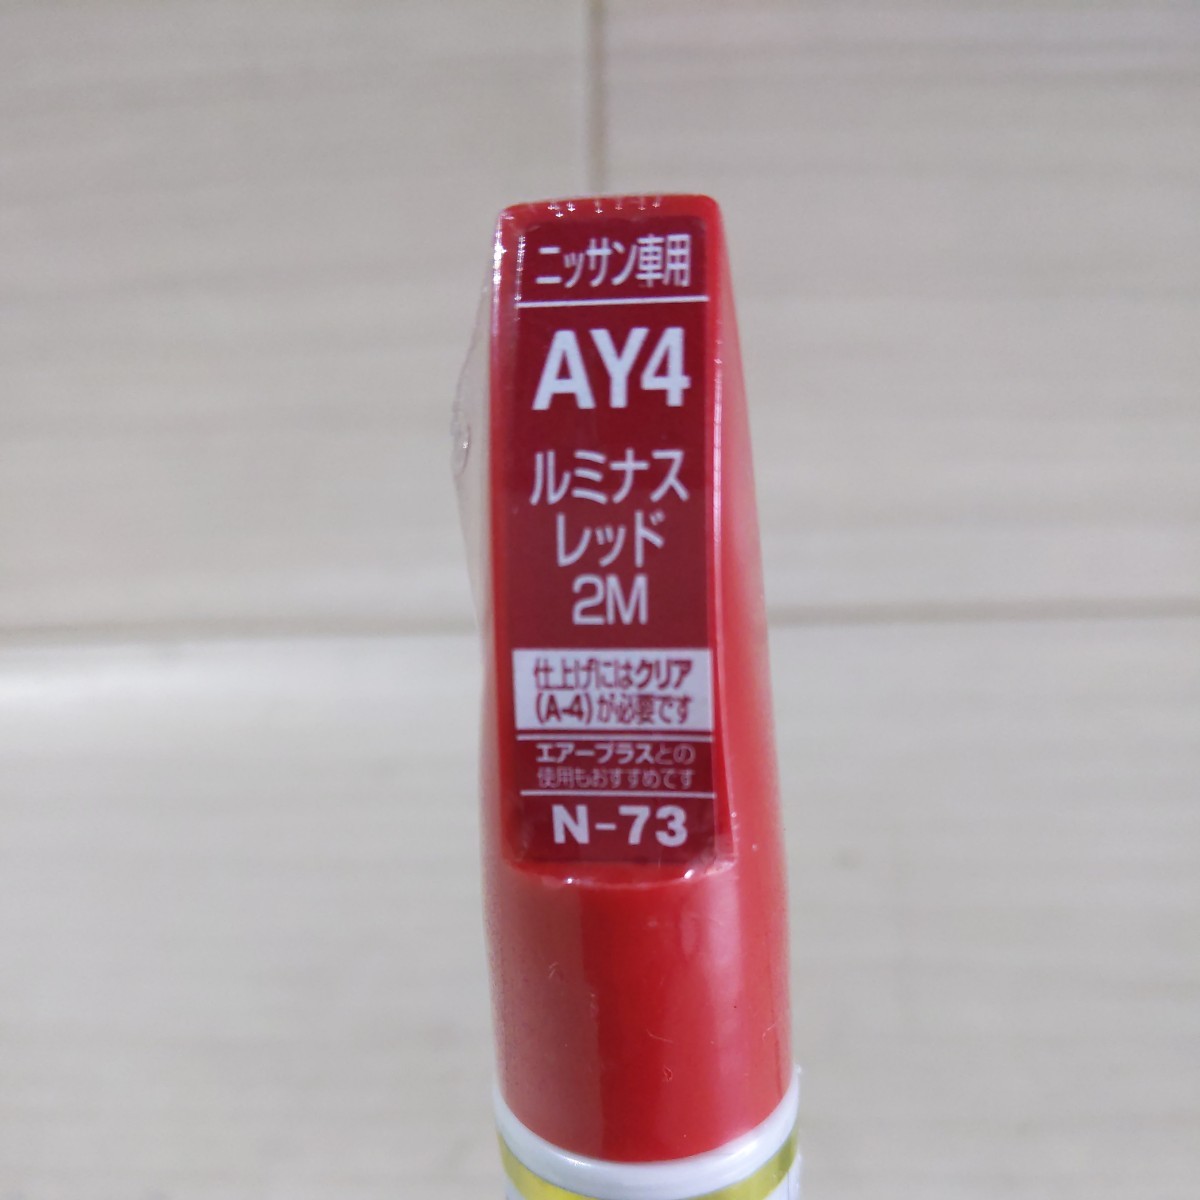 ニッサン車用
AY4
ルミナス
レッド
2M
仕上げにはクリア
(A-4)が必要です
エアープラスとの
使用もおすすめです
N-73